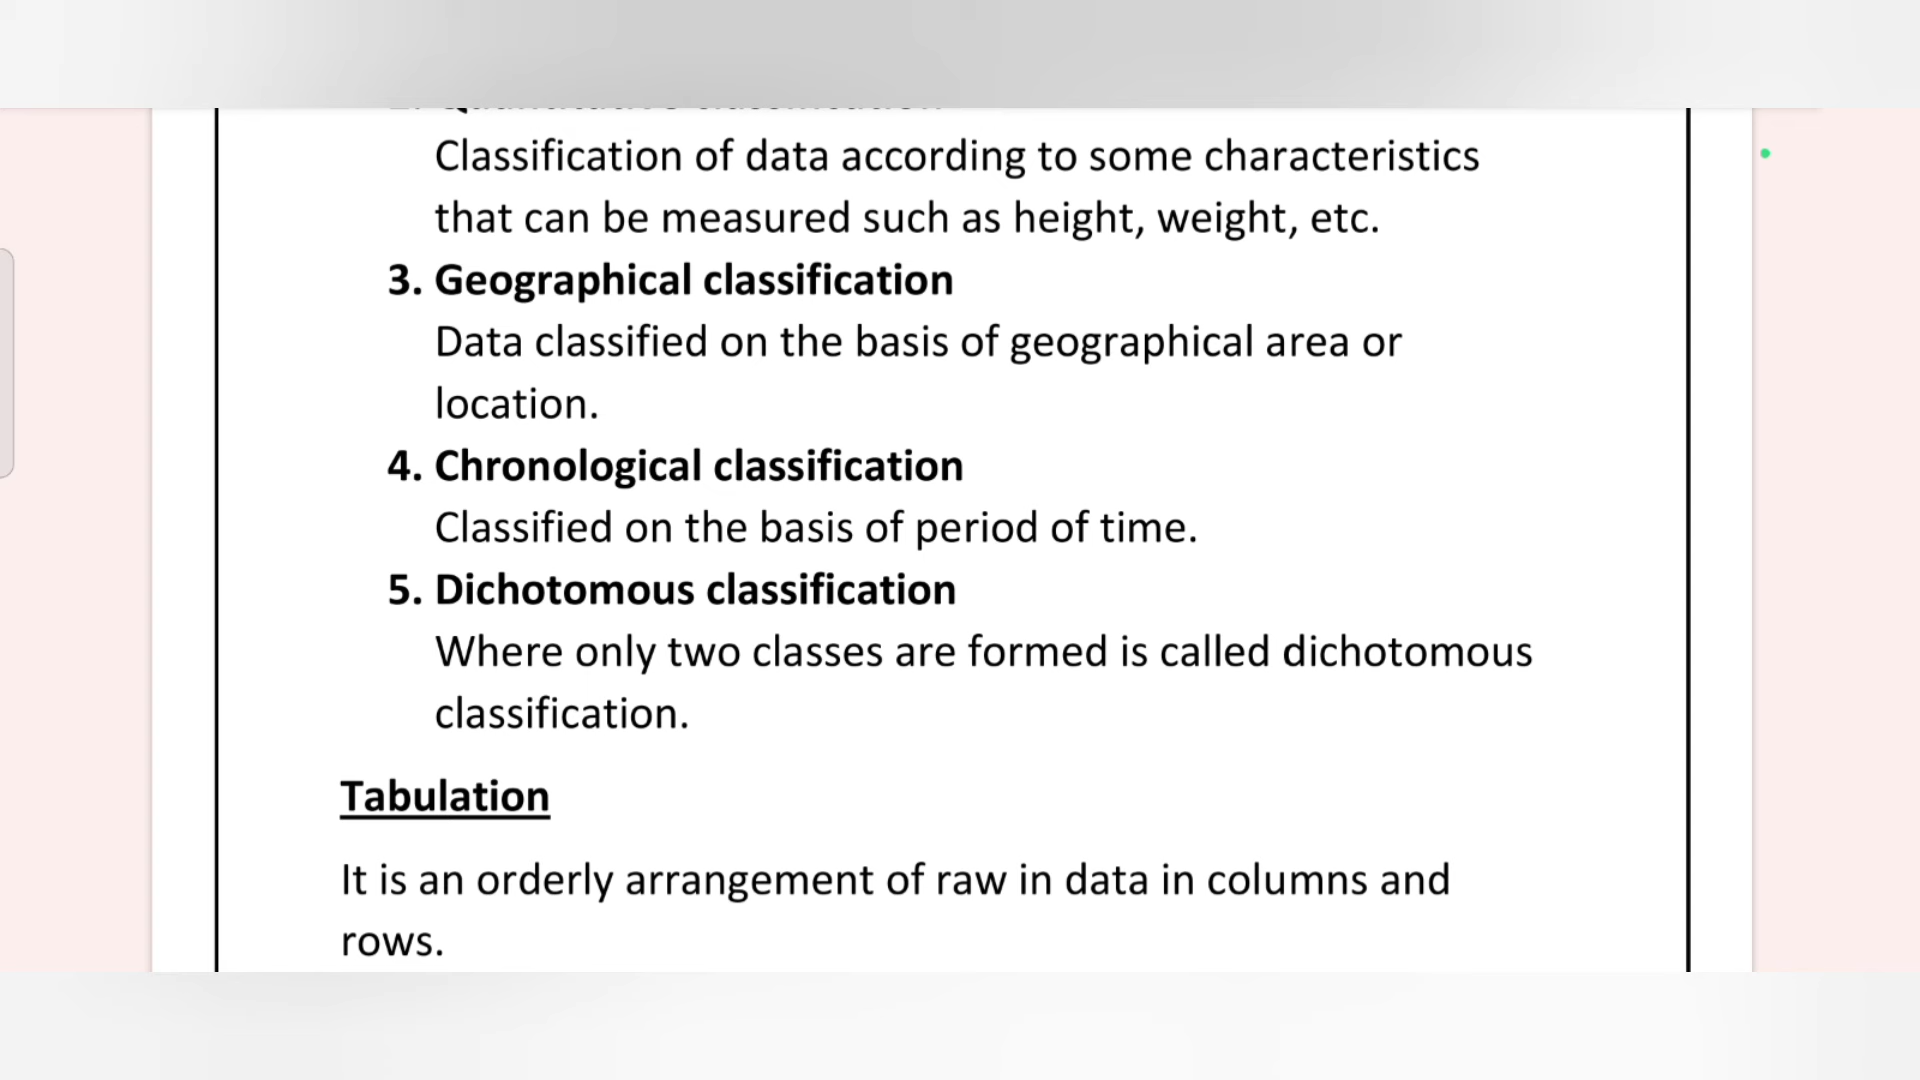 Classification of data according to some characteristics
that can be measured such as height, weight, etc.
3. Geographical classification
Data classified on the basis of geographical area or
location.
4. Chronological classification
Classified on the basis of period of time.
5. Dichotomous classification
Where only two classes are formed is called dichotomous
classification.
Tabulation
It is an orderly arrangement of raw in data in columns and
rows.